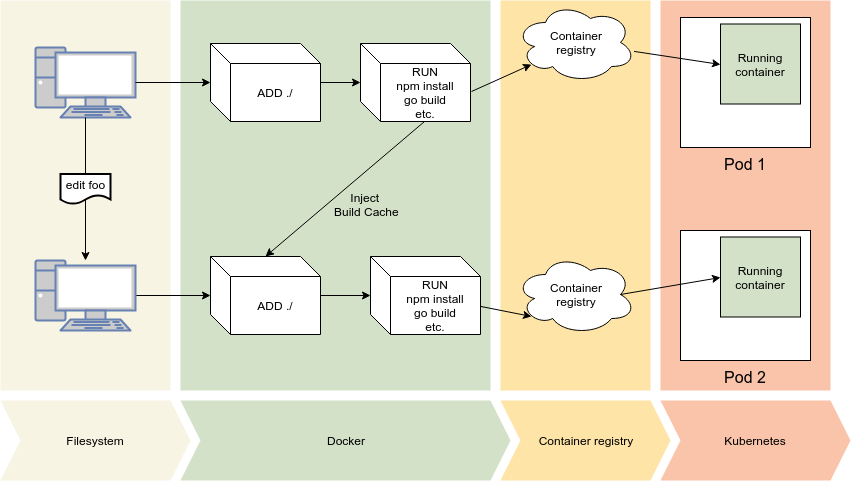 ADD ./
RUN
npm install
go build
etc.
Container
registry
Running
container
Pod 1
edit foo
Inject
Build Cache
ADD ./
RUN
npm install
go build
etc.
Container
registry
Running
container
Pod 2
Filesystem
Docker
Container registry
Kubernetes